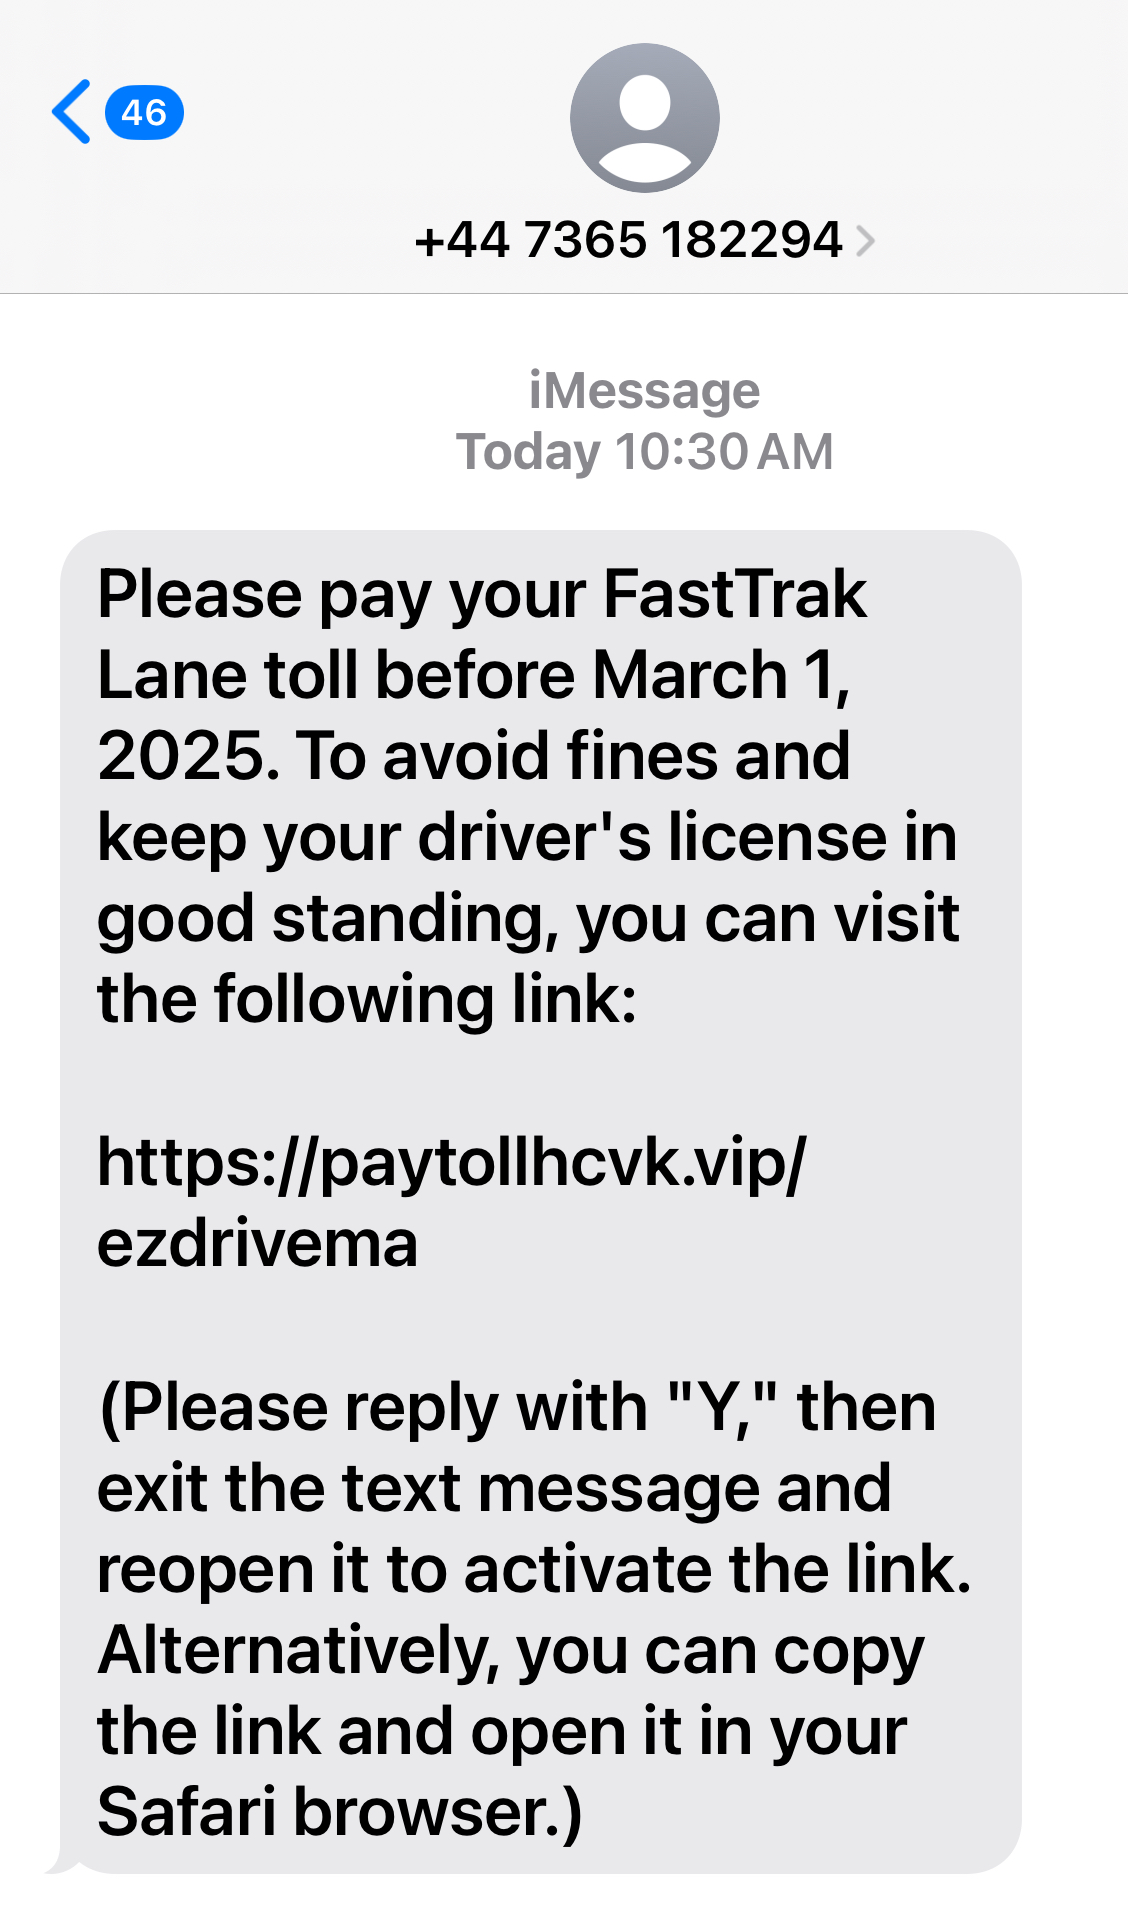 46
+44 7365 182294
iMessage
Today 10:30 AM
Please pay your FastTrak
Lane toll before March 1,
2025. To avoid fines and
keep your driver's license in
good standing, you can visit
the following link:
https://paytollhcvk.vip/
ezdrivema
(Please reply with "Y," then
exit the text message and
reopen it to activate the link.
Alternatively, you can copy
the link and open it in your
Safari browser.)